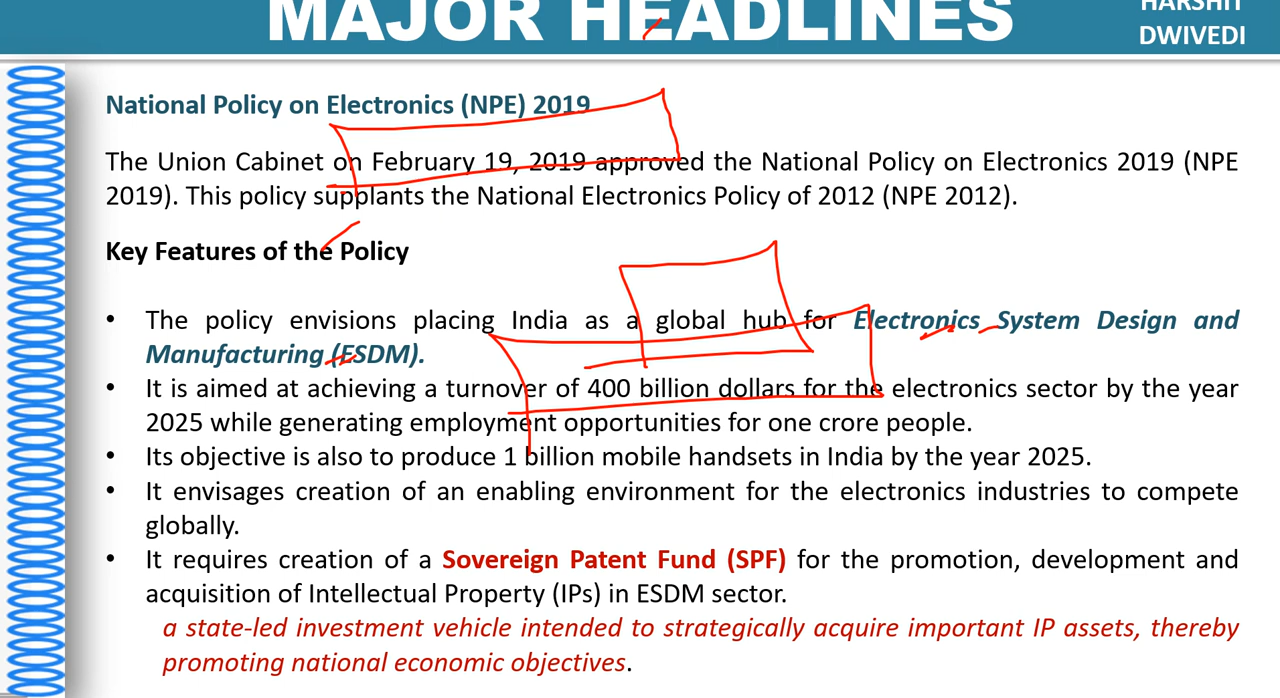 MAJOR HEADLINES
HARSHIT
DWIVEDI
National Policy on Electronics (NPE) 2019
The Union Cabinet on February 19, 2019 approved the National Policy on Electronics 2019 (NPE
2019). This policy supplants the National Electronics Policy of 2012 (NPE 2012).
Key Features of the Policy
• The policy envisions placing India as a global hub for Electronics System Design and
Manufacturing (ESDM).
• It is aimed at achieving a turnover of 400 billion dollars for the electronics sector by the year
2025 while generating employment opportunities for one crore people.
• Its objective is also to produce 1 billion mobile handsets in India by the year 2025.
• It envisages creation of an enabling environment for the electronics industries to compete
globally.
• It requires creation of a Sovereign Patent Fund (SPF) for the promotion, development and
acquisition of Intellectual Property (IPs) in ESDM sector.
a state-led investment vehicle intended to strategically acquire important IP assets, thereby
promoting national economic objectives.